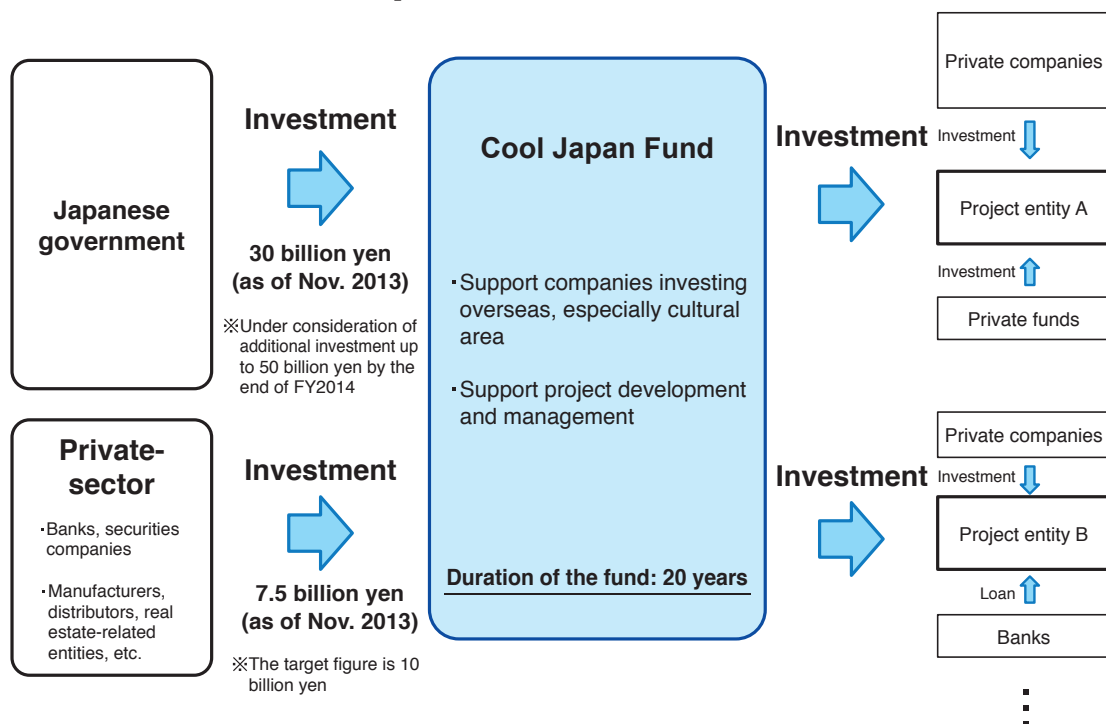 Japanese
government
Investment
30 billion yen
(as of Nov. 2013)
※Under consideration of
additional investment up
to 50 billion yen by the
end of FY2014
Private-
sector
･Banks, securities
companies
･Manufacturers,
distributors, real
estate-related
entities, etc.
Investment
7.5 billion yen
(as of Nov. 2013)
※The target figure is 10
billion yen
Cool Japan Fund
･Support companies investing
overseas, especially cultural
area
･Support project development
and management
Duration of the fund: 20 years
Investment
Private companies
Investment
Project entity A
Investment
Private funds
Investment
Private companies
Investment
Project entity B
Loan
Banks